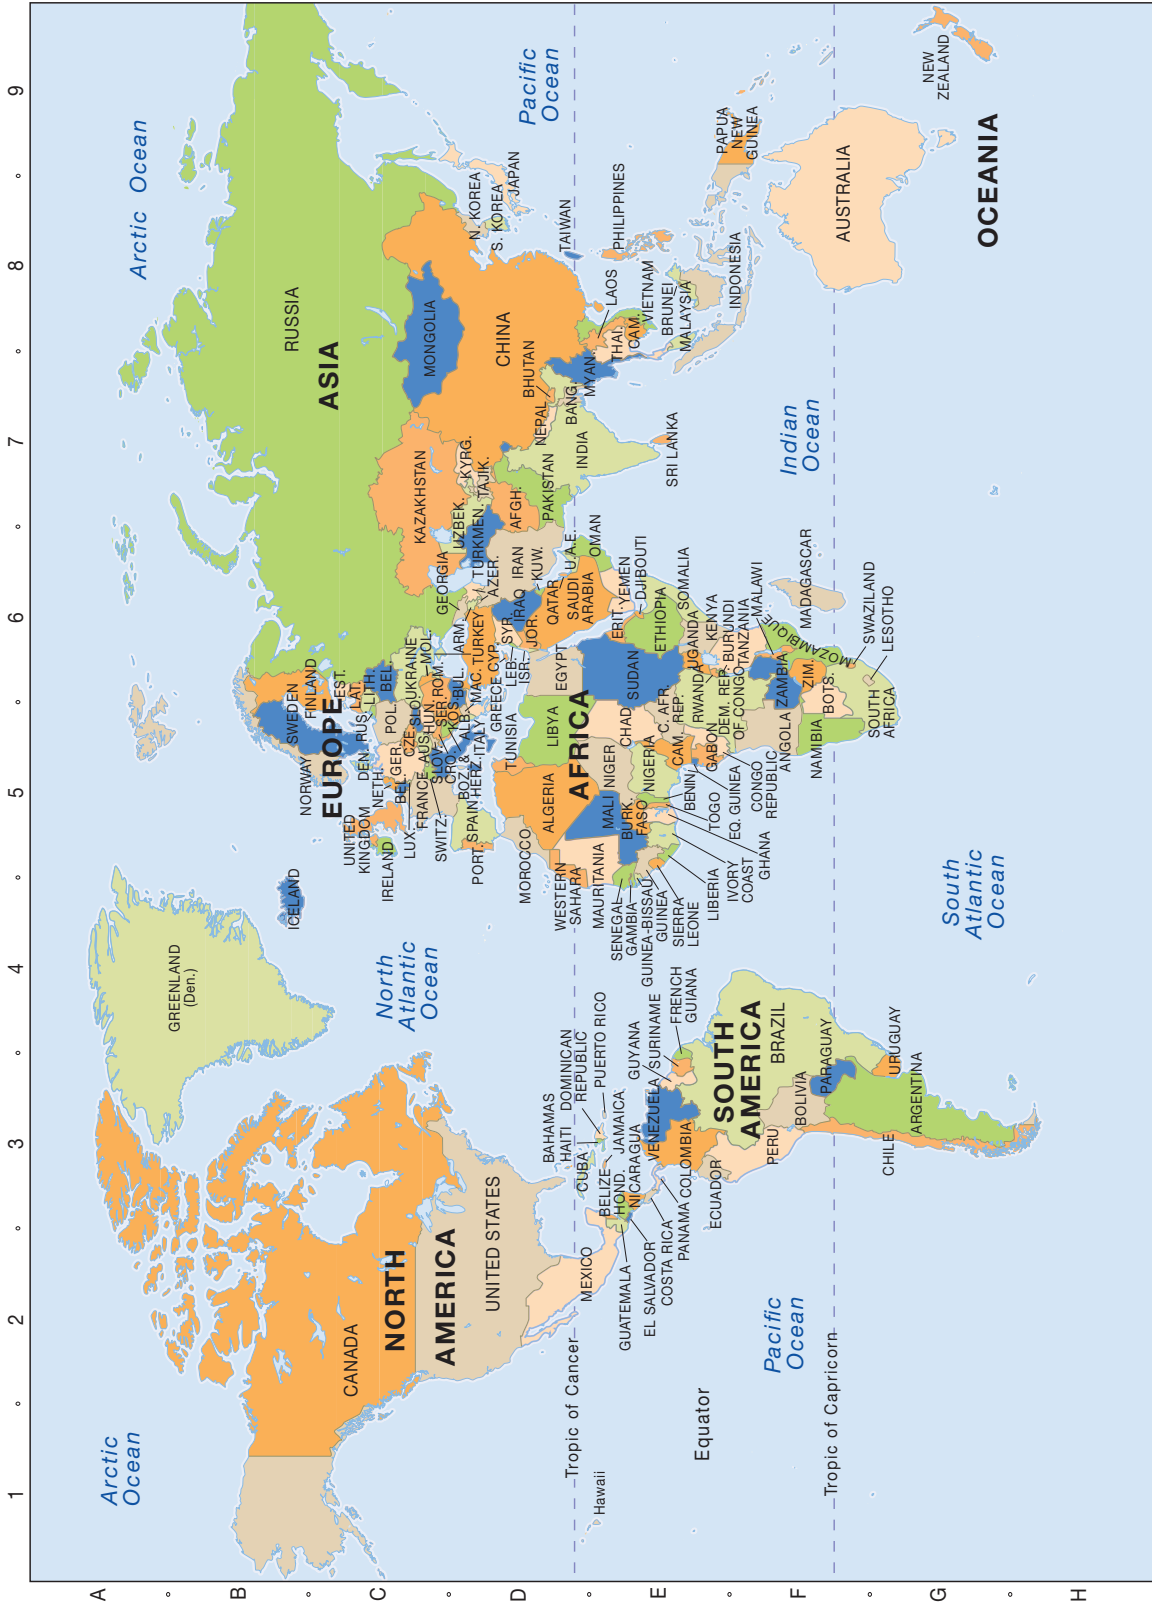 1
°
2
°
3
°
4
°
5
°
6
°
7
°
8
°
9
A
°
B
°
C
°
D
°
E
°
F
°
G
°
H
Arctic
Ocean
Arctic Ocean
GREENLAND
(Den.)
ICELAND
CANADA
NORTH
AMERICA
UNITED STATES
North
Atlantic
Ocean
MEXICO
Tropic of Cancer
Hawaii
Equator
Tropic of Capricorn
Pacific
Ocean
BAHAMAS
HAITI
DOMINICAN
REPUBLIC
PUERTO RICO
CUBA
JAMAICA
BELIZE
HOND.
NICARAGUA
GUATEMALA
EL SALVADOR
COSTA RICA
PANAMA
VENEZUELA
GUYANA
SURINAME
FRENCH
GUIANA
COLOMBIA
ECUADOR
SOUTH
AMERICA
BRAZIL
PERU
BOLIVIA
PARAGUAY
CHILE
ARGENTINA
URUGUAY
South
Atlantic
Ocean
EUROPE
NORWAY
SWEDEN
FINLAND
EST.
LAT.
LITH.
RUS.
DEN.
UNITED
KINGDOM
IRELAND
NETH.
BEL.
LUX.
GER.
POL.
BEL.
UKRAINE
MOL.
CZE.
SLO.
FRANCE
AUS.
HUN.
ROM.
SWITZ.
SLOV.
CRO.
SER.
KOS.
BUL.
BOZ. &
HERZ.
ALB.
MAC.
ITALY
GREECE
SPAIN
PORT.
TURKEY
CYP.
SYR.
LEB.
ISR.
JOR.
IRAQ
ARM.
GEORGIA
AZER.
IRAN
KUW.
QATAR
U.A.E.
SAUDI
ARABIA
OMAN
YEMEN
ASIA
RUSSIA
KAZAKHSTAN
UZBEK.
TURKMEN.
KYRG.
TAJIK.
AFGH.
PAKISTAN
INDIA
NEPAL
BHUTAN
BANG.
SRI LANKA
MONGOLIA
CHINA
N. KOREA
S. KOREA
JAPAN
TAIWAN
MYAN.
LAOS
THAI.
CAM.
VIETNAM
PHILIPPINES
BRUNEI
MALAYSIA
INDONESIA
PAPUA
NEW
GUINEA
Pacific
Ocean
Indian
Ocean
AUSTRALIA
NEW
ZEALAND
OCEANIA
AFRICA
MOROCCO
WESTERN
SAHARA
ALGERIA
TUNISIA
LIBYA
EGYPT
MAURITANIA
MALI
NIGER
CHAD
SUDAN
ERIT.
DJIBOUTI
ETHIOPIA
SOMALIA
SENEGAL
GAMBIA
GUINEA-BISSAU
GUINEA
SIERRA
LEONE
LIBERIA
IVORY
COAST
GHANA
TOGO
BENIN
BURK.
FASO
NIGERIA
CAM.
C. AFR.
REP.
EQ. GUINEA
GABON
CONGO
REPUBLIC
DEM. REP.
OF CONGO
RWANDA
BURUNDI
UGANDA
KENYA
TANZANIA
MALAWI
ANGOLA
ZAMBIA
ZIM.
MOZAMBIQUE
MADAGASCAR
NAMIBIA
BOTS.
SOUTH
AFRICA
SWAZILAND
LESOTHO